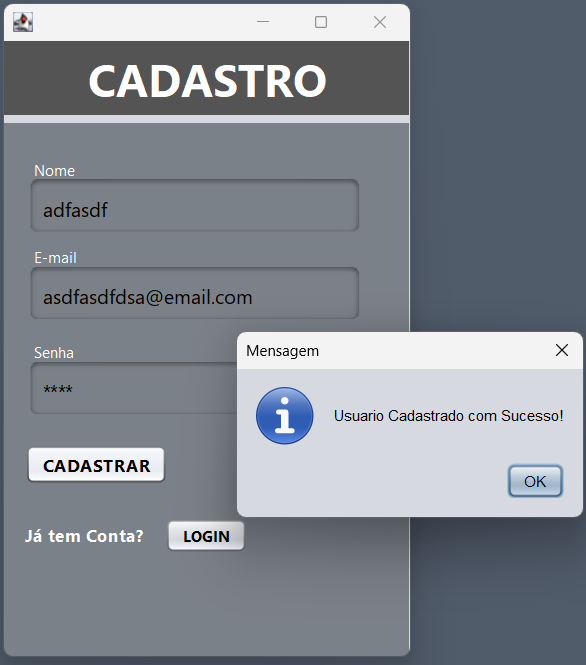 CADASTRO
Nome
adfasdf
E-mail
asdfasdfdsa@email.com
Senha
****
Mensagem
Usuario Cadastrado com Sucesso!
OK
CADASTRAR
Já tem Conta?
LOGIN